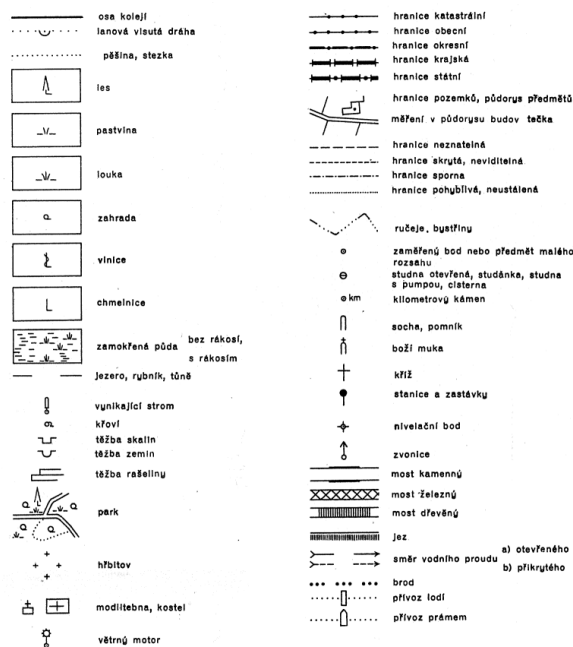 osa kolejí
lanová visutá dráha
pěšina, stezka
les
pastvina
louka
zahrada
vinice
chmelnice
zamokřená půda bez rákosí,
s rákosím
jezero, rybník, tůně
vynikající strom
křoví
těžba skalin
těžba zemin
těžba rašeliny
park
hřbitov
modlitebna, kostel
větrný motor
hranice katastrální
hranice obecní
hranice okresní
hranice krajská
hranice státní
hranice pozemků, půdorys předmětů
měření v půdorysu budov tečka
hranice neznatelná
hranice skrytá, neviditelná
hranice sporna
hranice pohyblivá, neustálená
ručeje, bystřiny
zaměřený bod nebo předmět malého
rozsahu
studna otevřená, studánka, studna
s pumpou, cisterna
km kilometrový kámen
socha, pomník
boží muka
kříž
stanice a zastávky
nivelační bod
zvonice
most kamenný
most železný
most dřevěný
jez
směr vodního proudu a) otevřeného
b) přikrytého
brod
přívoz lodí
přívoz prámem